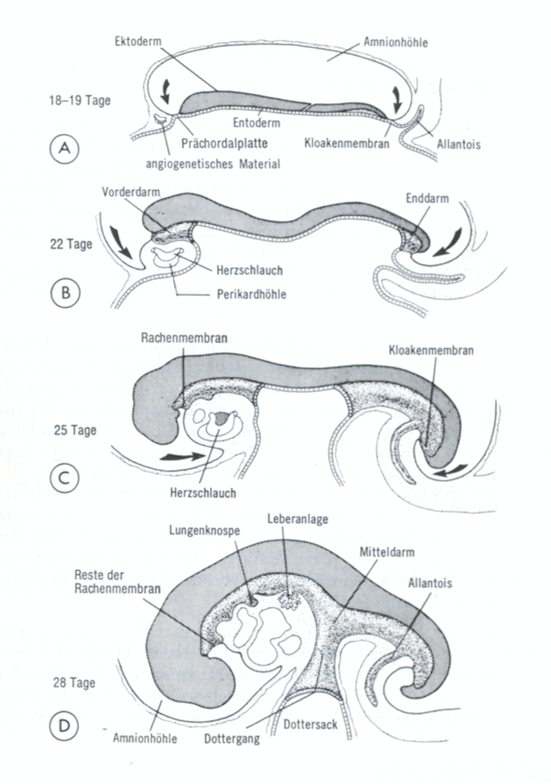 Ektoderm
Amnionhöhle
18–19 Tage
Entoderm
Prächordalplatte
Kloakenmembran
Allantois
angiogenetisches Material
A
Vorderdarm
Enddarm
22 Tage
Herzschlauch
B
Perikardhöhle
Rachenmembran
Kloakenmembran
25 Tage
C
Herzschlauch
Leberanlage
Lungenknospe
Mitteldarm
Reste der
Rachenmembran
Allantois
28 Tage
D
Amnionhöhle
Dottergang
Dottersack